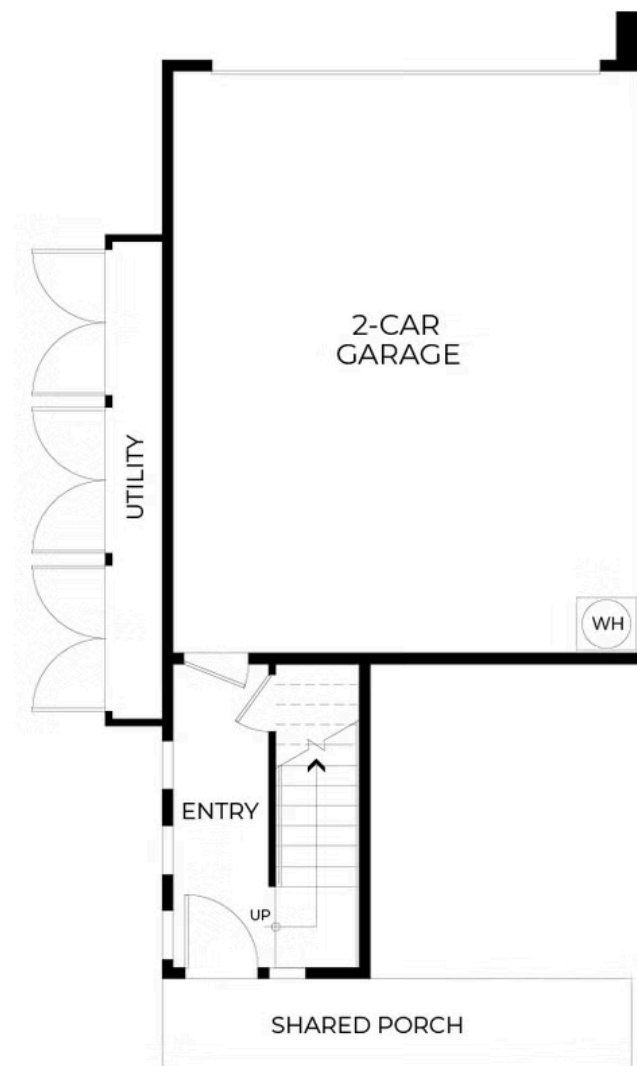 2-CAR
GARAGE
UTILITY
WH
ENTRY
UP
SHARED PORCH